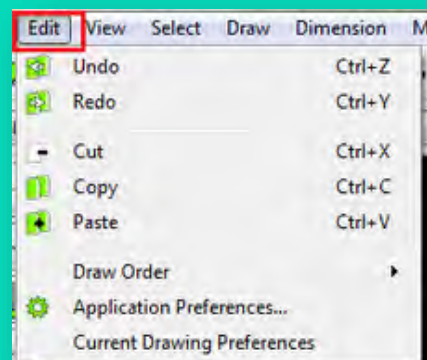 Edit View Select Draw Dimension M
Undo Ctrl+Z
Redo Ctrl+Y
Cut Ctrl+X
Copy Ctrl+C
Paste Ctrl+V
Draw Order
Application Preferences...
Current Drawing Preferences